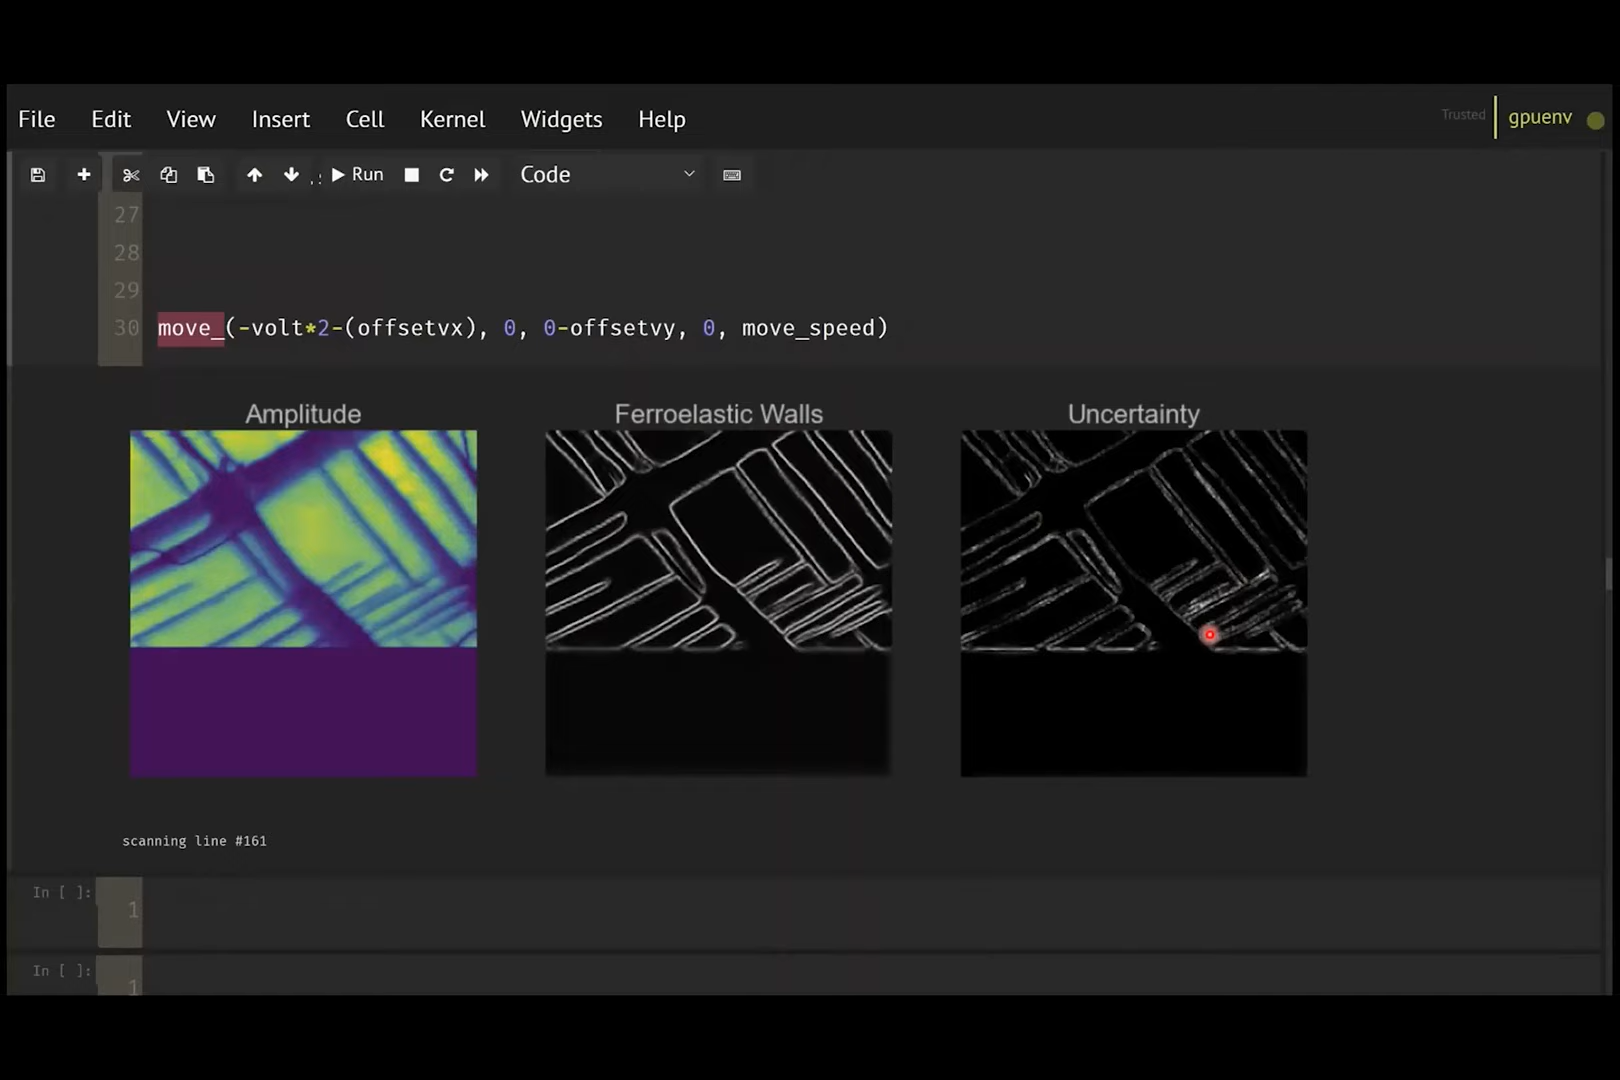 File Edit View Insert Cell Kernel Widgets Help Trusted gpuenv
Run Code
27
28
29
30 move_(-volt*2-(offsetvx), 0, 0-offsetvy, 0, move_speed)
Amplitude Ferroelastic Walls Uncertainty
scanning line #161
In [ ]:
1
In [ ]:
1